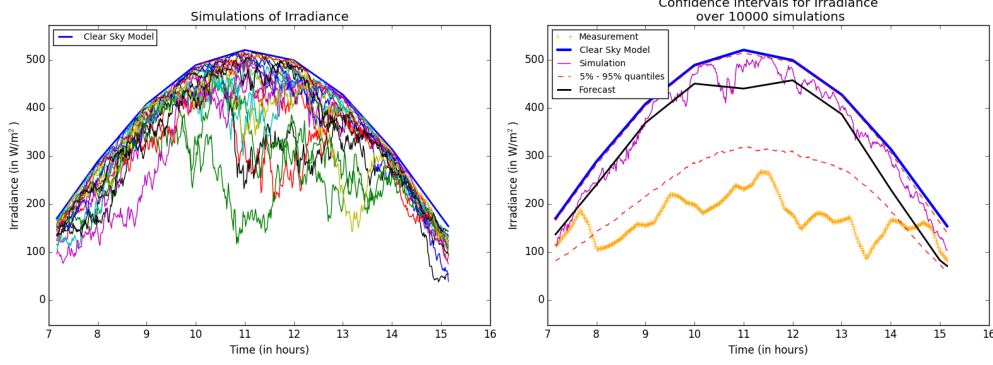 Simulations of Irradiance
Clear Sky Model
Irradiance (in W/m²)
500
400
300
200
100
0
7 8 9 10 11 12 13 14 15 16
Time (in hours)
Confidence Intervals for Irradiance
over 10000 simulations
Measurement
Clear Sky Model
Simulation
5% - 95% quantiles
Forecast
Irradiance (in W/m²)
500
400
300
200
100
0
7 8 9 10 11 12 13 14 15 16
Time (in hours)